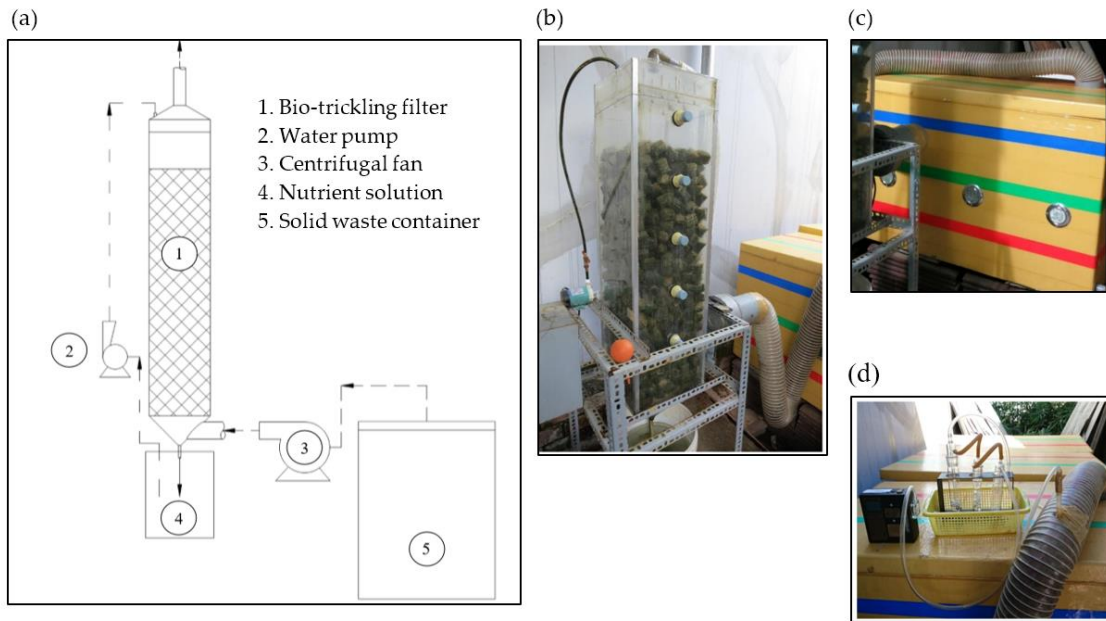 (a)
1. Bio-trickling filter
2. Water pump
3. Centrifugal fan
4. Nutrient solution
5. Solid waste container
1
2
3
4
5
(b)
(c)
(d)